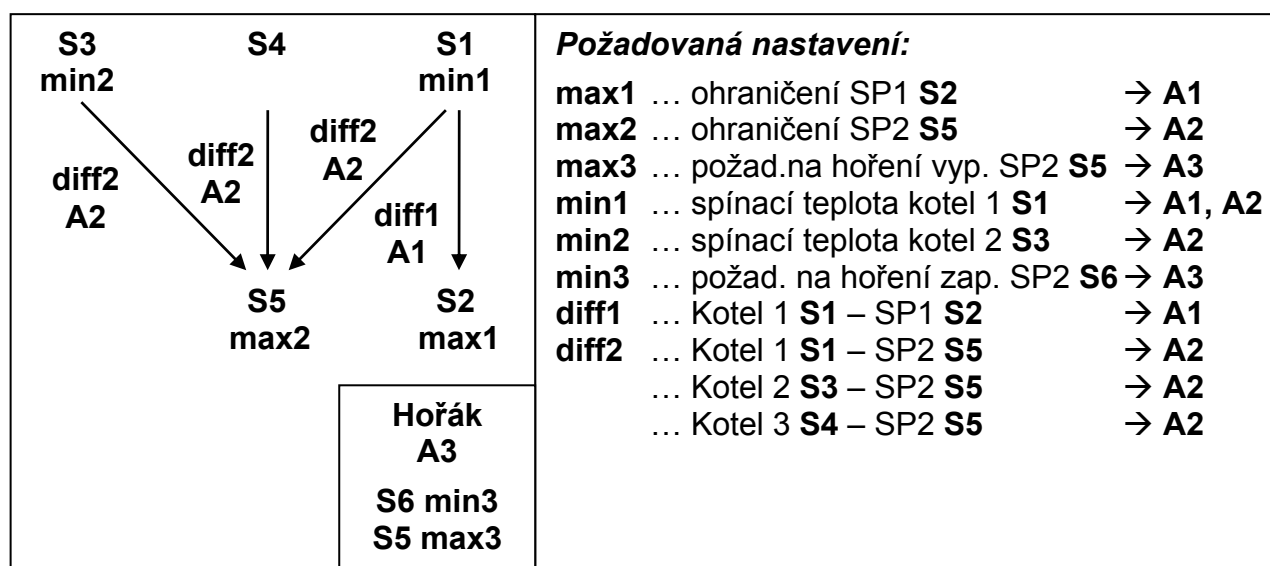 S3 S4 S1
min2 min1
diff2
diff2
A2
diff2
A2
A2
diff1
A1
S5 S2
max2 max1
Hořák
A3
S6 min3
S5 max3
Požadovaná nastavení:
max1 … ohraničení SP1 S2 → A1
max2 … ohraničení SP2 S5 → A2
max3 … požad.na hoření vyp. SP2 S5 → A3
min1 … spínací teplota kotel 1 S1 → A1, A2
min2 … spínací teplota kotel 2 S3 → A2
min3 … požad. na hoření zap. SP2 S6 → A3
diff1 … Kotel 1 S1 – SP1 S2 → A1
diff2 … Kotel 1 S1 – SP2 S5 → A2
… Kotel 2 S3 – SP2 S5 → A2
… Kotel 3 S4 – SP2 S5 → A2